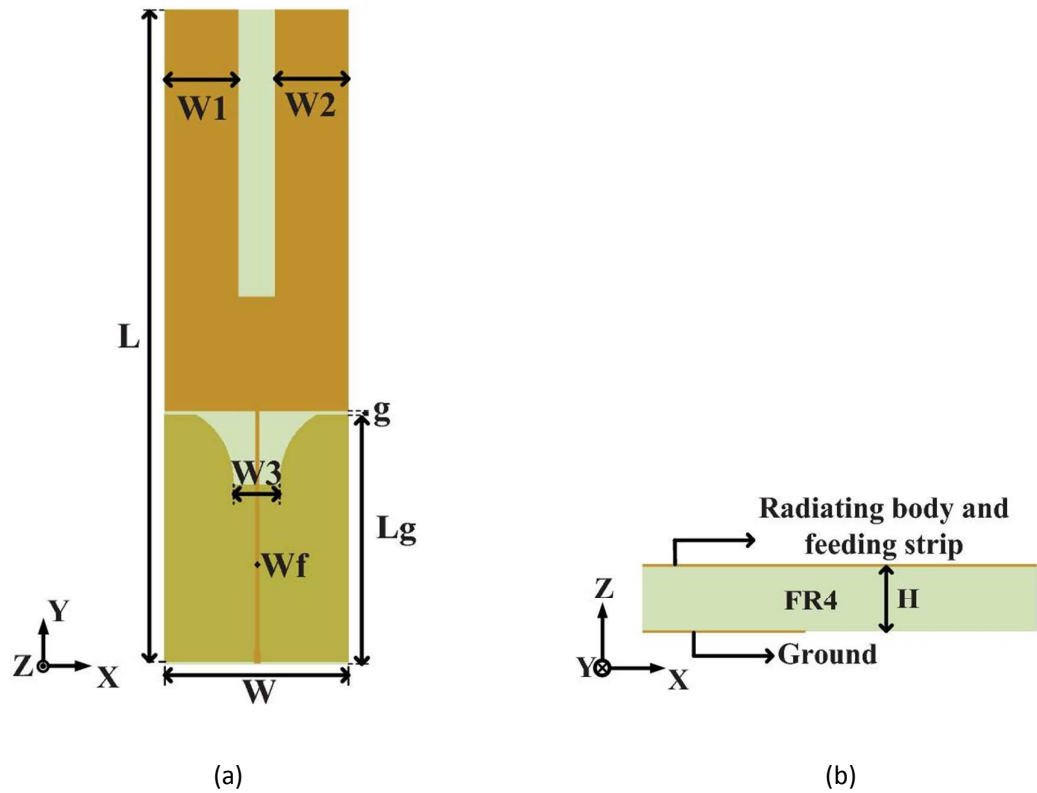 W1
W2
L
g
W3
Lg
Wf
Y
Z
X
W
Radiating body and
feeding strip
Z
FR4
H
Y
X
Ground
(a)
(b)